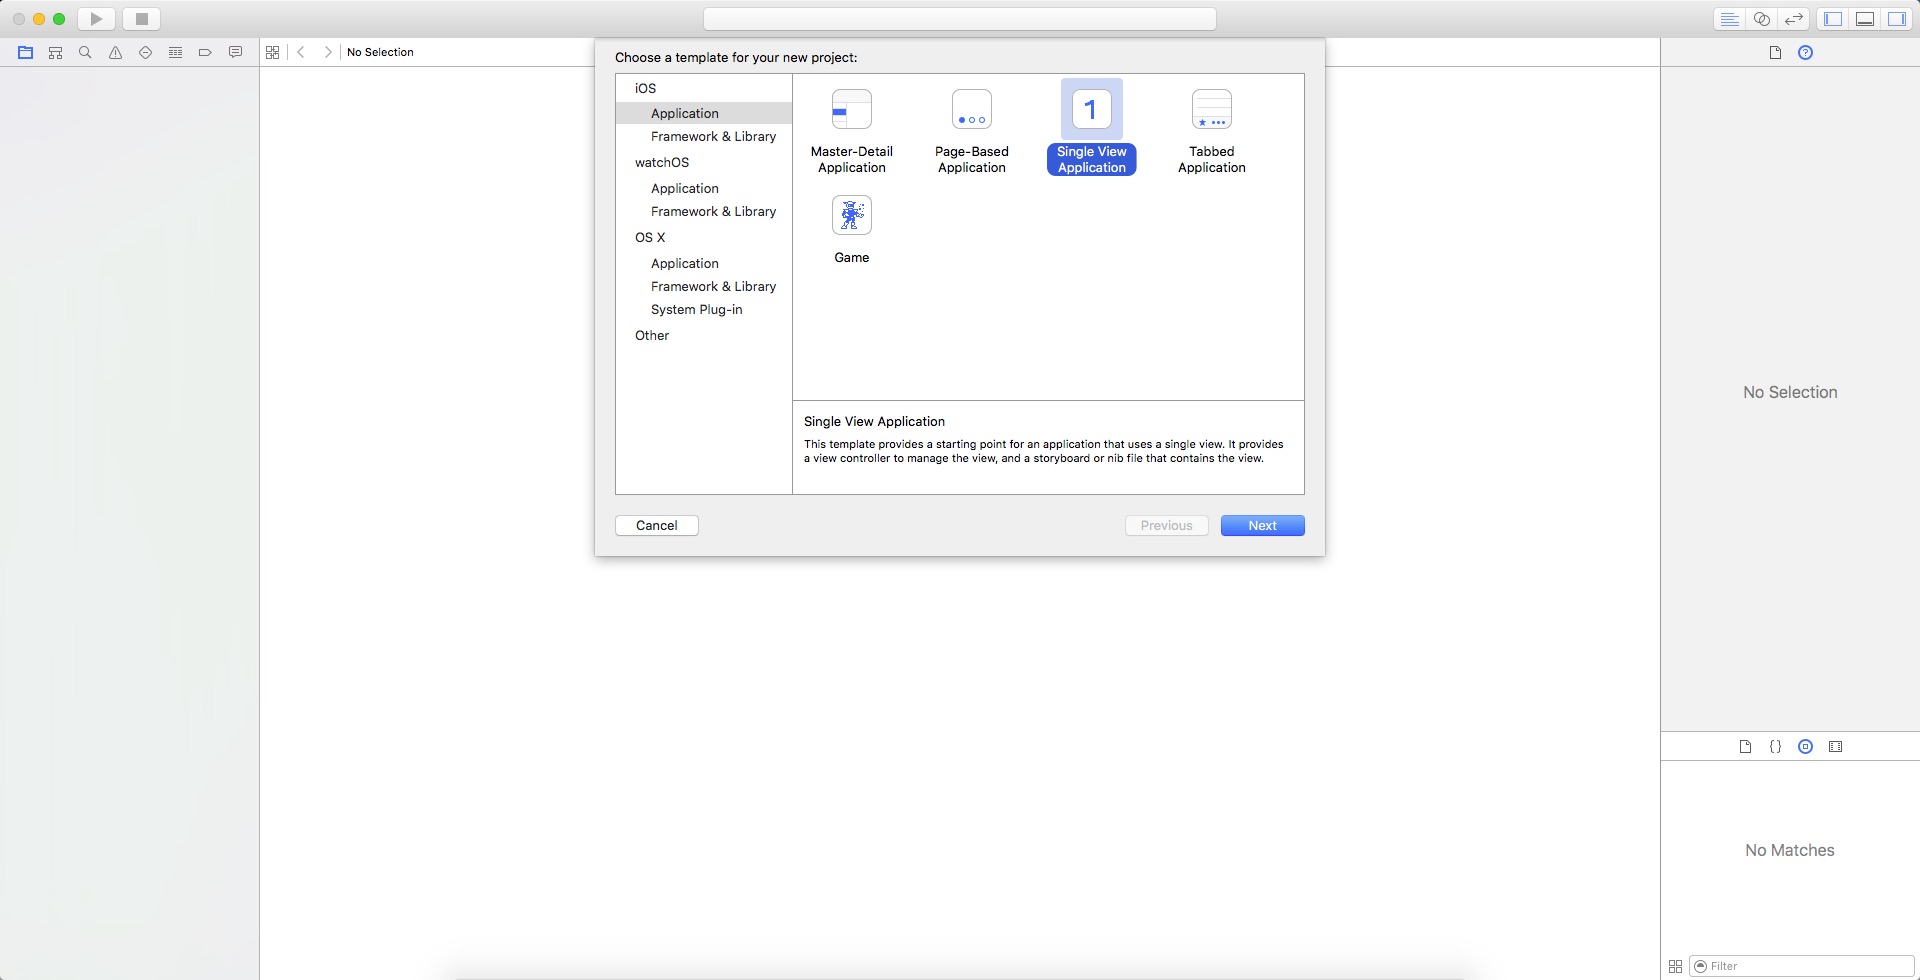 No Selection
Choose a template for your new project:
iOS
Application
Framework & Library
watchOS
Application
Framework & Library
OS X
Application
Framework & Library
System Plug-in
Other
Master-Detail
Application
Page-Based
Application
1
Single View
Application
Tabbed
Application
Game
Single View Application
This template provides a starting point for an application that uses a single view. It provides
a view controller to manage the view, and a storyboard or nib file that contains the view.
Cancel
Previous
Next
No Selection
{}
No Matches
Filter